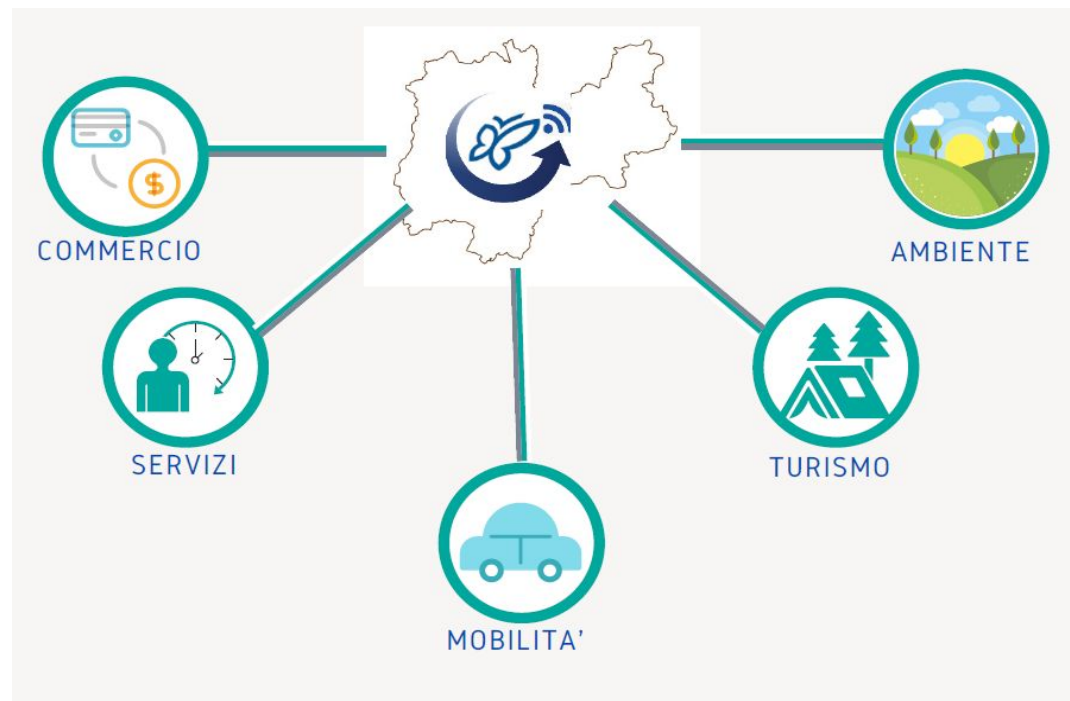 COMMERCIO
AMBIENTE
SERVIZI
TURISMO
MOBILITA'